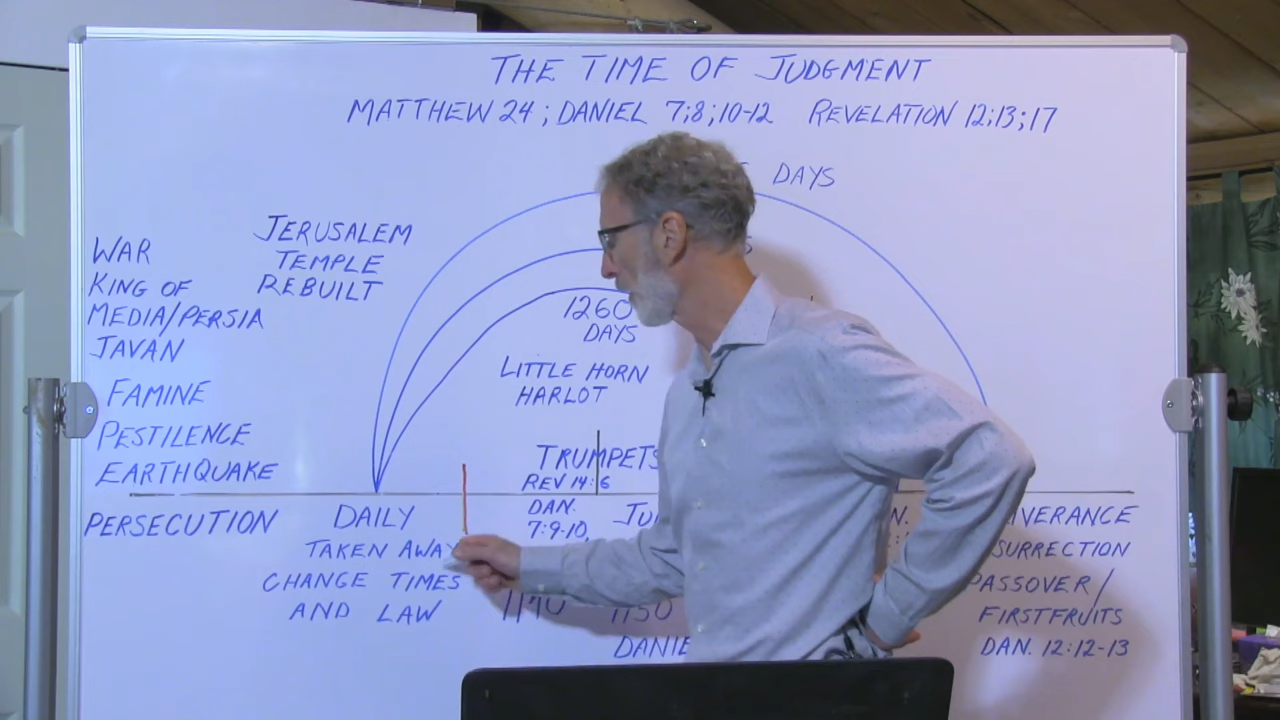 THE TIME OF JUDGMENT
MATTHEW 24; DANIEL 7;8;10-12 REVELATION 12;13;17
DAYS
JERUSALEM
TEMPLE
REBUILT
WAR
KING OF
MEDIA/PERSIA
JAVAN
FAMINE
PESTILENCE
EARTHQUAKE
PERSECUTION
1260
DAYS
LITTLE HORN
HARLOT
TRUMPETS
REV 14:6
DAN.
7:9-10,
DAILY
TAKEN AWAY
CHANGE TIMES
AND LAW
1150
DANIE
IVERANCE
SURRECTION
PASSOVER/
FIRSTFRUITS
DAN. 12:12-13